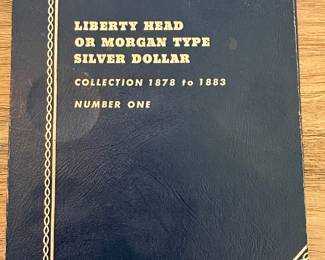 LIBERTY HEAD
OR MORGAN TYPE
SILVER DOLLAR
COLLECTION 1878 to 1883
NUMBER ONE